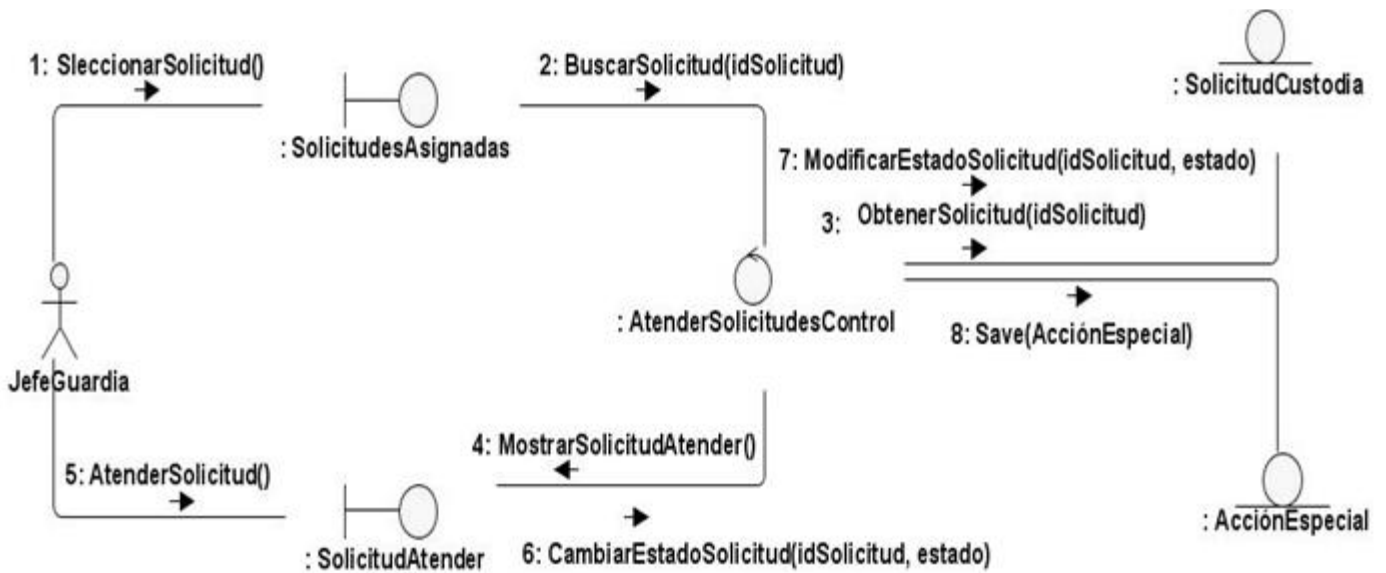 1: SleccionarSolicitud()
2: BuscarSolicitud(idSolicitud)
: SolicitudCustodia
: SolicitudesAsignadas
7: ModificarEstadoSolicitud(idSolicitud, estado)
3: ObtenerSolicitud(idSolicitud)
: AtenderSolicitudesControl
8: Save(AcciónEspecial)
JefeGuardia
4: MostrarSolicitudAtender()
5: AtenderSolicitud()
: AcciónEspecial
: SolicitudAtender
6: CambiarEstadoSolicitud(idSolicitud, estado)